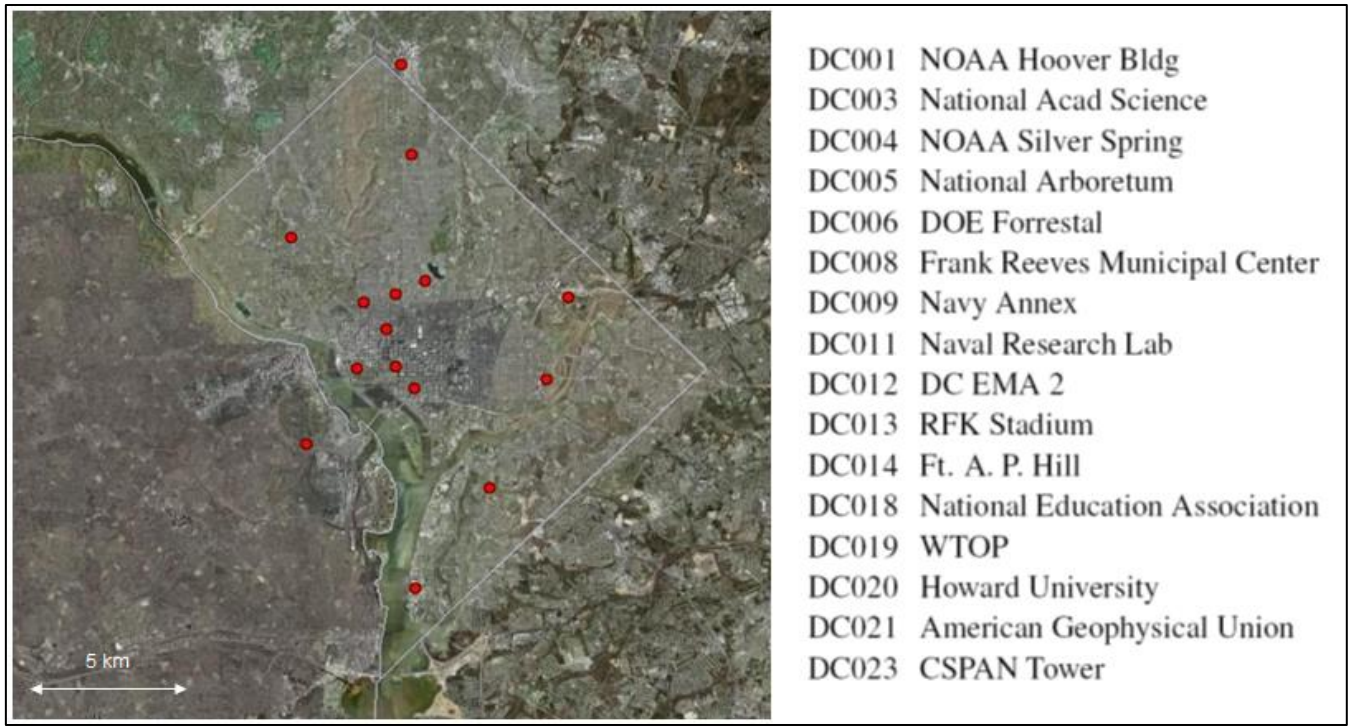 DC001 NOAA Hoover Bldg
DC003 National Acad Science
DC004 NOAA Silver Spring
DC005 National Arboretum
DC006 DOE Forrestal
DC008 Frank Reeves Municipal Center
DC009 Navy Annex
DC011 Naval Research Lab
DC012 DC EMA 2
DC013 RFK Stadium
DC014 Ft. A. P. Hill
DC018 National Education Association
DC019 WTOP
DC020 Howard University
DC021 American Geophysical Union
DC023 CSPAN Tower
5 km